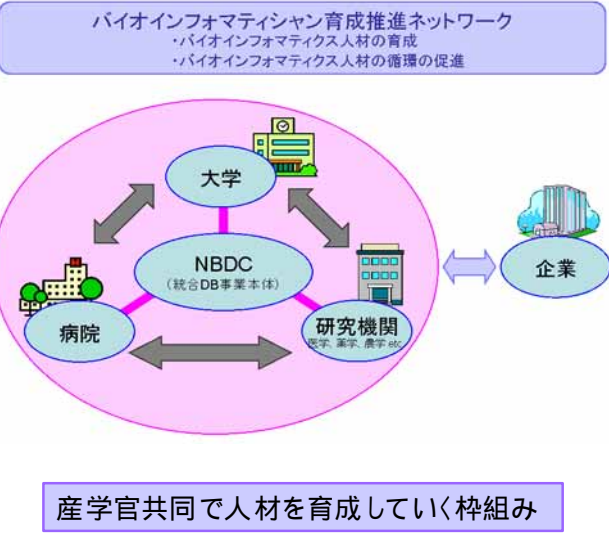 バイオインフォマティシャン育成推進ネットワーク
・バイオインフォマティクス人材の育成
・バイオインフォマティクス人材の循環の促進
大学
NBDC
(統合DB事業本体)
企業
病院
研究機関
医学、薬学、農学 etc
産学官共同で人材を育成していく枠組み